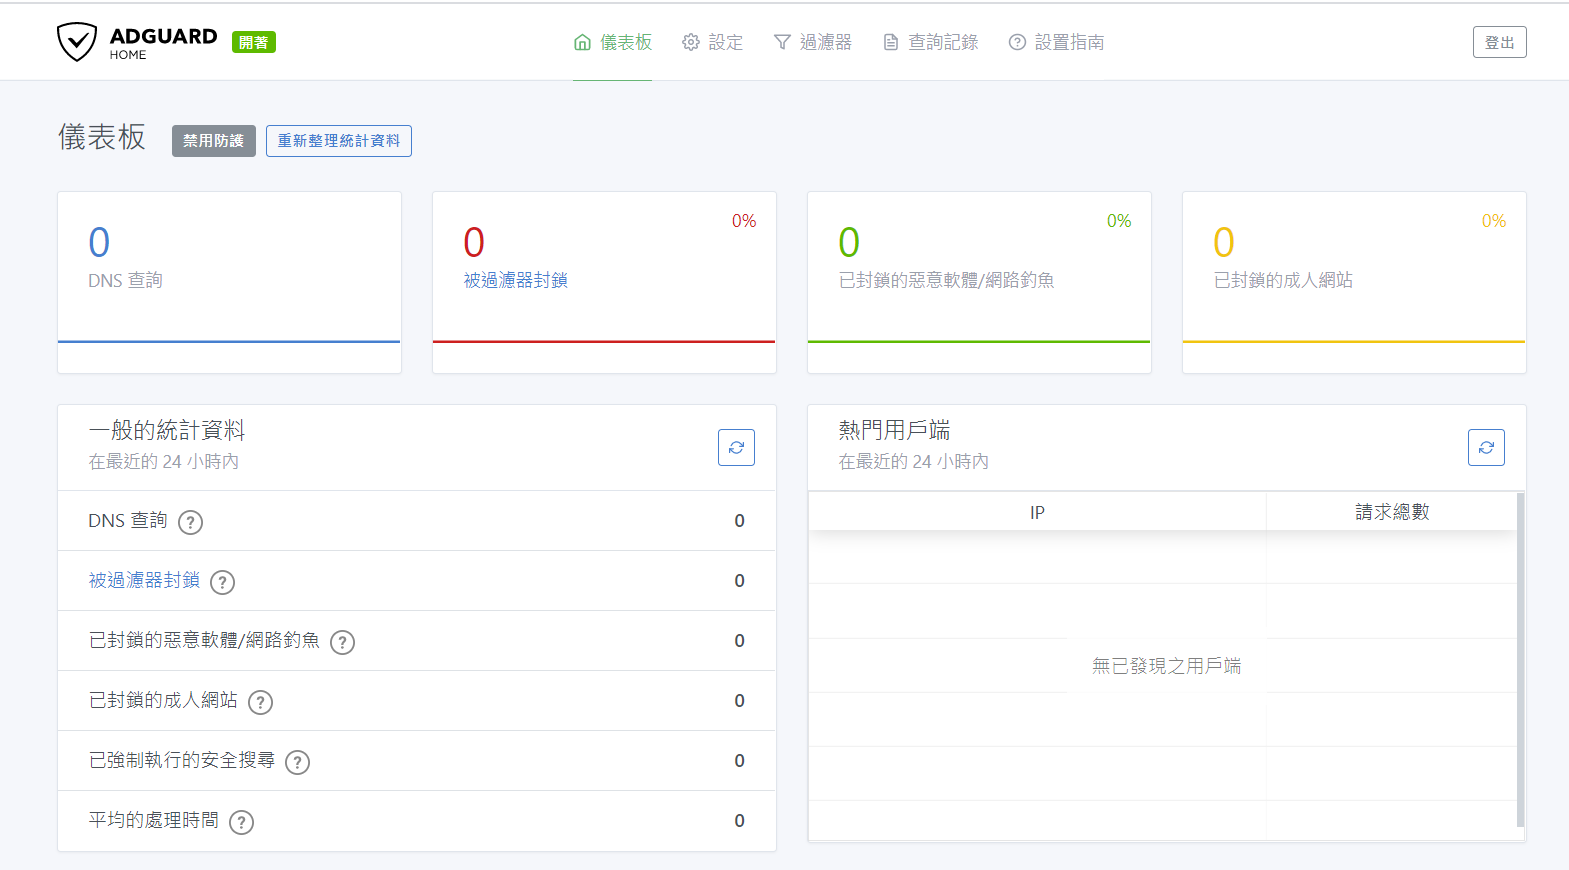 ADGUARD
HOME
開著
儀表板
設定
過濾器
查詢記錄
設置指南
登出
儀表板
禁用防護
重新整理統計資料
0
DNS 查詢
0%
0
被過濾器封鎖
0%
0
已封鎖的惡意軟體/網路釣魚
0%
0
已封鎖的成人網站
一般的統計資料
在最近的 24 小時內
DNS 查詢 ? 0
被過濾器封鎖 ? 0
已封鎖的惡意軟體/網路釣魚 ? 0
已封鎖的成人網站 ? 0
已強制執行的安全搜尋 ? 0
平均的處理時間 ? 0
熱門用戶端
在最近的 24 小時內
IP 請求總數
無已發現之用戶端